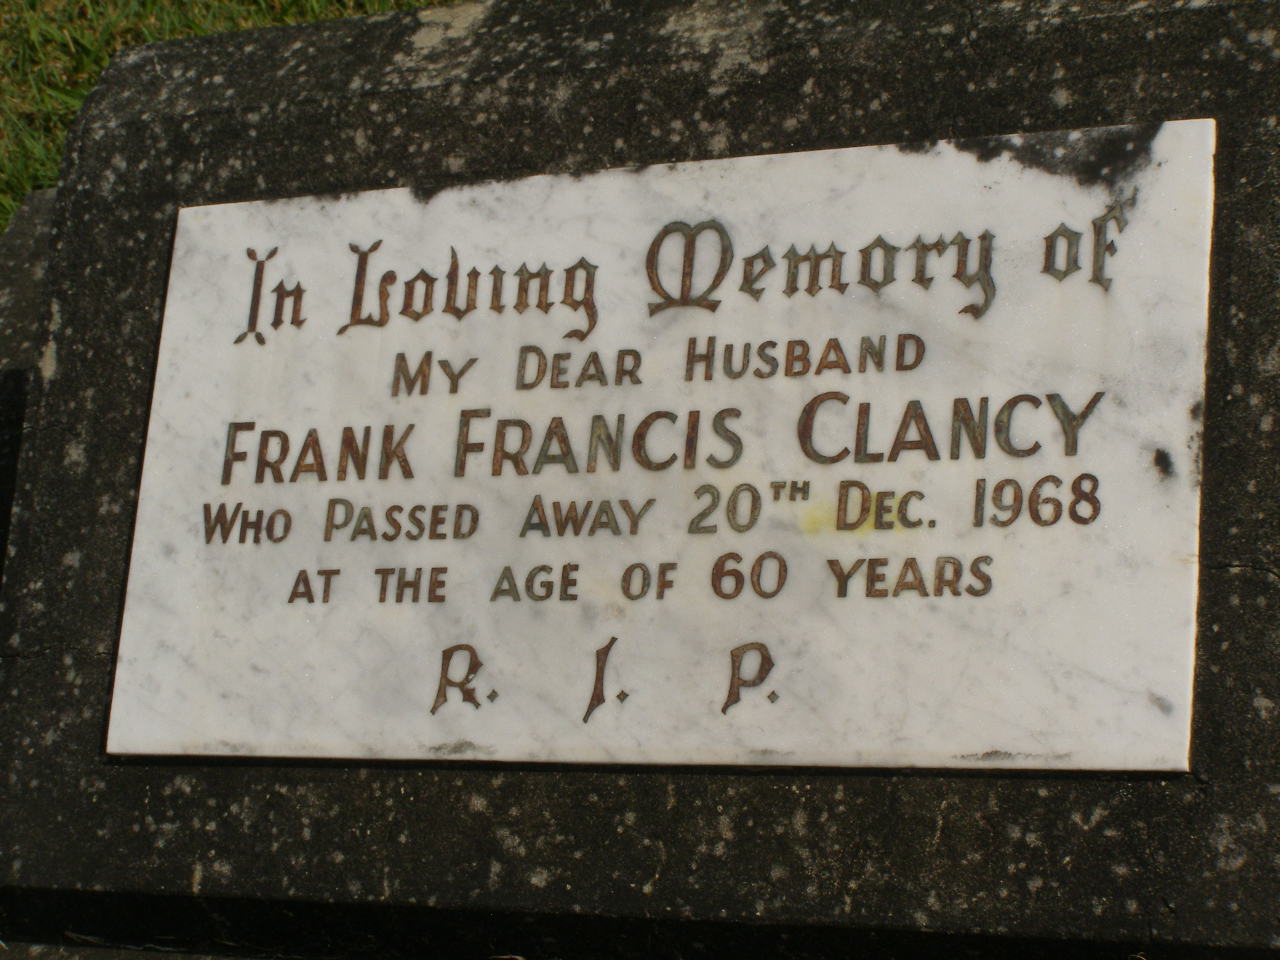 In Loving Memory of
MY DEAR HUSBAND
FRANK FRANCIS CLANCY
WHO PASSED AWAY 20TH DEC. 1968
AT THE AGE OF 60 YEARS
R. I. P.